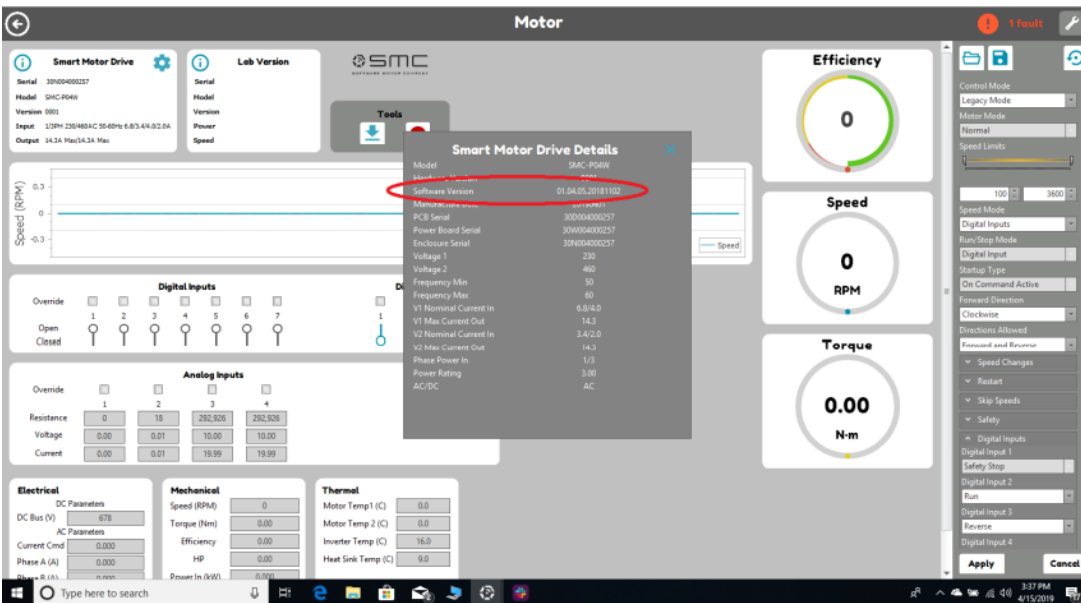 Motor
1 fault
Smart Motor Drive
Serial 30N004000257
Model SMC-P04W
Version 0001
Input 1/3PH 230/460AC 50-60Hz 6.8/3.4/4.0/2.0A
Output 14.3A Max/14.3A Max
Lab Version
Serial
Model
Version
Power
Speed
SMC
SOFTWARE MOTOR COMPANY
Tools
Smart Motor Drive Details
Model SMC-P04W
Software Version 01.04.05.20181102
PCB Serial 30D004000257
Power Board Serial 30W004000257
Enclosure Serial 30N004000257
Voltage 1 230
Voltage 2 460
Frequency Min 50
Frequency Max 60
V1 Nominal Current In 6.8/4.0
V1 Max Current Out 14.3
V2 Nominal Current In 3.4/2.0
V2 Max Current Out 14.3
Phase Power In 1/3
Power Rating 3.00
AC/DC AC
Speed (RPM)
0.3
0
-0.3
Speed
Digital Inputs
Override
1 2 3 4 5 6 7
Open
Closed
1
Analog Inputs
Override
1 2 3 4
Resistance 0 18 292,926 292,926
Voltage 0.00 0.01 10.00 10.00
Current 0.00 0.01 19.99 19.99
Electrical
DC Parameters
DC Bus (V) 678
AC Parameters
Current Cmd 0.000
Phase A (A) 0.000
Phase B (A) 0.000
Mechanical
Speed (RPM) 0
Torque (Nm) 0.00
Efficiency 0.00
HP 0.00
Power In (kW) 0.000
Thermal
Motor Temp1 (C) 0.0
Motor Temp 2 (C) 0.0
Inverter Temp (C) 16.0
Heat Sink Temp (C) 9.0
Efficiency
0
Speed
0
RPM
Torque
0.00
N-m
Control Mode
Legacy Mode
Motor Mode
Normal
Speed Limits
100 3600
Speed Mode
Digital Inputs
Run/Stop Mode
Digital Input
Startup Type
On Command Active
Forward Direction
Clockwise
Directions Allowed
Forward and Reverse
Speed Changes
Restart
Skip Speeds
Safety
Digital Inputs
Digital Input 1
Safety Stop
Digital Input 2
Run
Digital Input 3
Reverse
Digital Input 4
Apply
Cancel
Type here to search
3:37 PM
4/15/2019